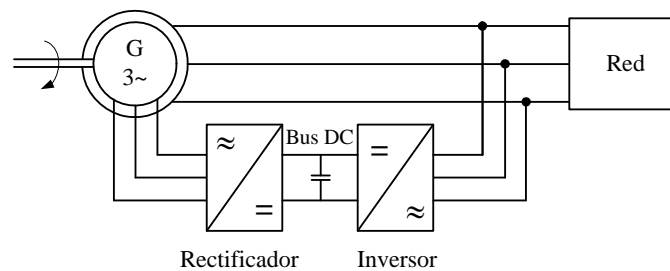 G
3~
Red
≈
=
Bus DC
=
≈
Rectificador
Inversor